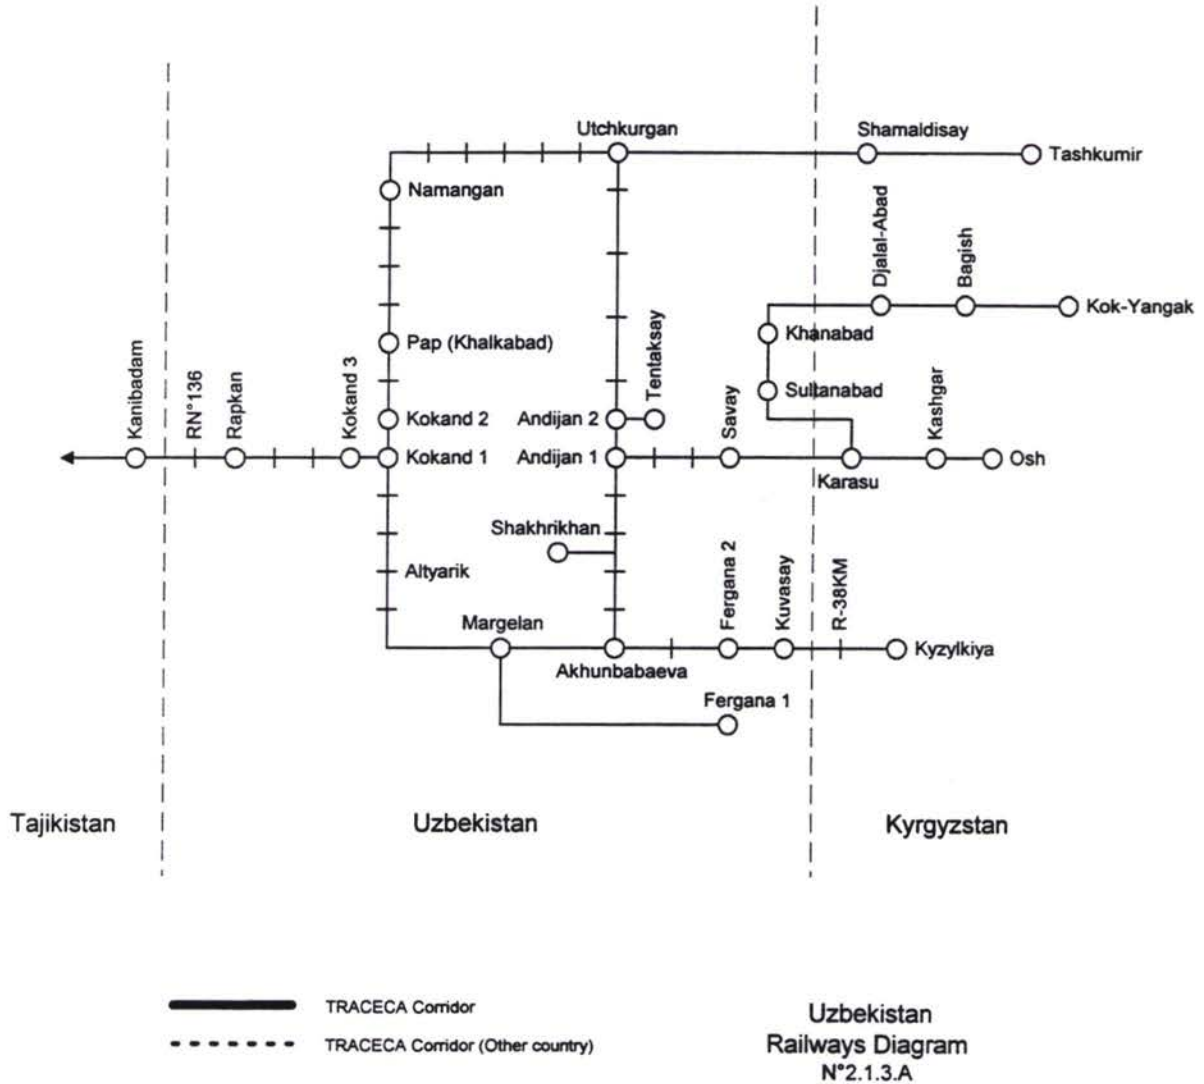 Utchkurgan
Shamaldisay
Tashkumir
Namangan
Djalal-Abad
Bagish
Kok-Yangak
Khanabad
Pap (Khalkabad)
Tentaksay
Sultanabad
Kanibadam
RN°136
Rapkan
Kokand 3
Kokand 2
Andijan 2
Savay
Kashgar
Kokand 1
Andijan 1
Karasu
Osh
Shakhrikhan
Altyarik
Fergana 2
Kuvasay
R-38KM
Margelan
Akhunbabaeva
Kyzylkiya
Fergana 1
Tajikistan
Uzbekistan
Kyrgyzstan
TRACECA Corridor
TRACECA Corridor (Other country)
Uzbekistan
Railways Diagram
N°2.1.3.A